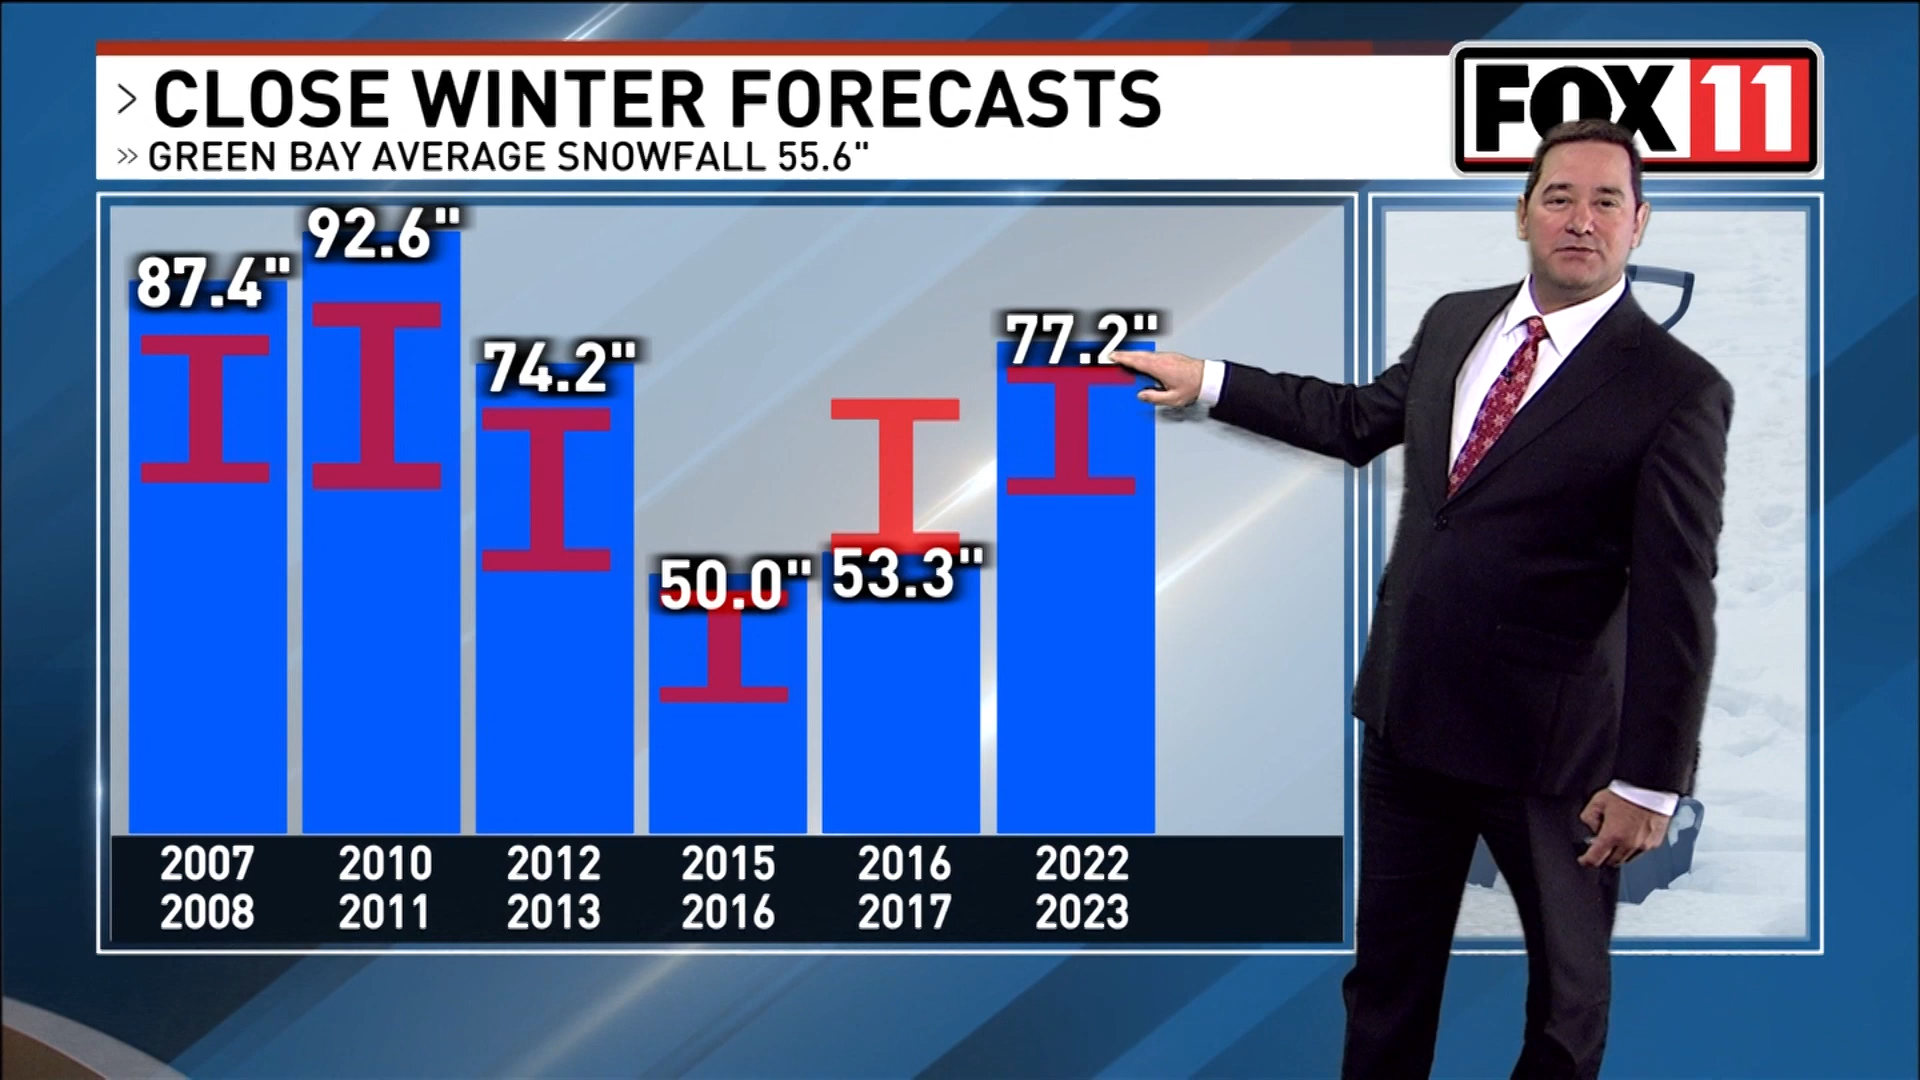 > CLOSE WINTER FORECASTS
>> GREEN BAY AVERAGE SNOWFALL 55.6"
FOX 11
87.4"
92.6"
74.2"
50.0"
53.3"
77.2"
2007 2010 2012 2015 2016 2022
2008 2011 2013 2016 2017 2023